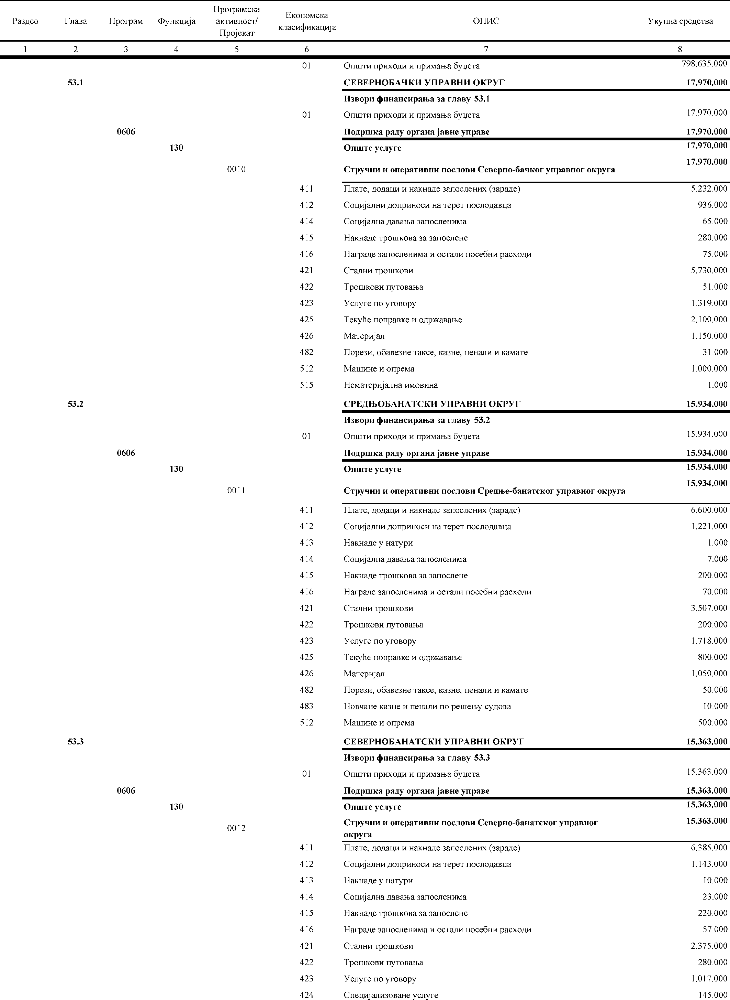 Раздео Глава Програм Функција Програмска активност/ Пројекат Економска класификација ОПИС Укупна средства
1 2 3 4 5 6 7 8
01 Општи приходи и примања буџета 798.635.000
53.1 СЕВЕРНОБАЧКИ УПРАВНИ ОКРУГ 17.970.000
Извори финансирања за главу 53.1
01 Општи приходи и примања буџета 17.970.000
0606 Подршка раду органа јавне управе 17.970.000
130 Опште услуге 17.970.000
0010 Стручни и оперативни послови Северно-бачког управног округа 17.970.000
411 Плате, додаци и накнаде запослених (зараде) 5.232.000
412 Социјални доприноси на терет послодавца 936.000
414 Социјална давања запосленима 65.000
415 Накнаде трошкова за запослене 280.000
416 Награде запосленима и остали посебни расходи 75.000
421 Стални трошкови 5.730.000
422 Трошкови путовања 51.000
423 Услуге по уговору 1.319.000
425 Текуће поправке и одржавање 2.100.000
426 Материјал 1.150.000
482 Порези, обавезне таксе, казне, пенали и камате 31.000
512 Машине и опрема 1.000.000
515 Нематеријална имовина 1.000
53.2 СРЕДЊОБАНАТСКИ УПРАВНИ ОКРУГ 15.934.000
Извори финансирања за главу 53.2
01 Општи приходи и примања буџета 15.934.000
0606 Подршка раду органа јавне управе 15.934.000
130 Опште услуге 15.934.000
0011 Стручни и оперативни послови Средње-банатског управног округа 15.934.000
411 Плате, додаци и накнаде запослених (зараде) 6.600.000
412 Социјални доприноси на терет послодавца 1.221.000
413 Накнаде у натури 1.000
414 Социјална давања запосленима 7.000
415 Накнаде трошкова за запослене 200.000
416 Награде запосленима и остали посебни расходи 70.000
421 Стални трошкови 3.507.000
422 Трошкови путовања 200.000
423 Услуге по уговору 1.718.000
425 Текуће поправке и одржавање 800.000
426 Материјал 1.050.000
482 Порези, обавезне таксе, казне, пенали и камате 50.000
483 Новчане казне и пенали по решењу судова 10.000
512 Машине и опрема 500.000
53.3 СЕВЕРНОБАНАТСКИ УПРАВНИ ОКРУГ 15.363.000
Извори финансирања за главу 53.3
01 Општи приходи и примања буџета 15.363.000
0606 Подршка раду органа јавне управе 15.363.000
130 Опште услуге 15.363.000
0012 Стручни и оперативни послови Северно-банатског управног 15.363.000
округа
411 Плате, додаци и накнаде запослених (зараде) 6.385.000
412 Социјални доприноси на терет послодавца 1.143.000
413 Накнаде у натури 10.000
414 Социјална давања запосленима 23.000
415 Накнаде трошкова за запослене 220.000
416 Награде запосленима и остали посебни расходи 57.000
421 Стални трошкови 2.375.000
422 Трошкови путовања 280.000
423 Услуге по уговору 1.017.000
424 Специјализоване услуге 145.000